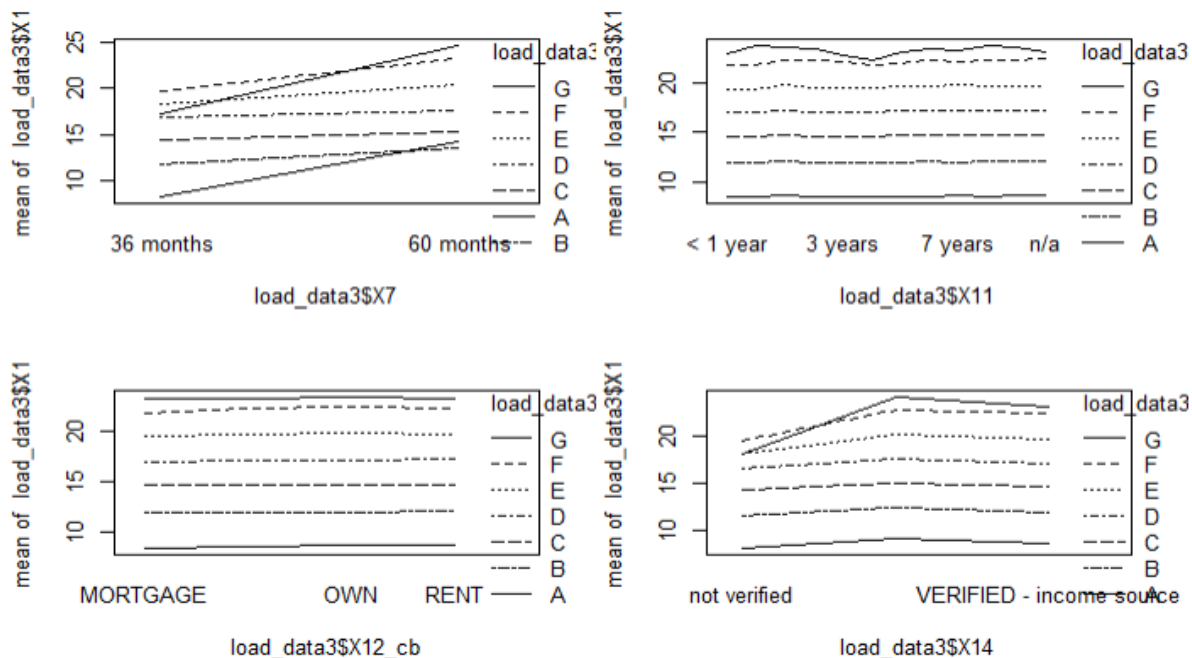 mean of load_data3$X1
25
20
15
10
36 months
60 months
load_data3$X7
load_data3
G
F
E
D
C
A
B
mean of load_data3$X1
20
15
10
< 1 year
3 years
7 years
n/a
load_data3$X11
load_data3
G
F
E
D
C
B
A
mean of load_data3$X1
20
15
10
MORTGAGE
OWN
RENT
load_data3$X12_cb
load_data3
G
F
E
D
C
B
A
mean of load_data3$X1
20
15
10
not verified
VERIFIED - income source
load_data3$X14
load_data3
G
F
E
D
C
B
A